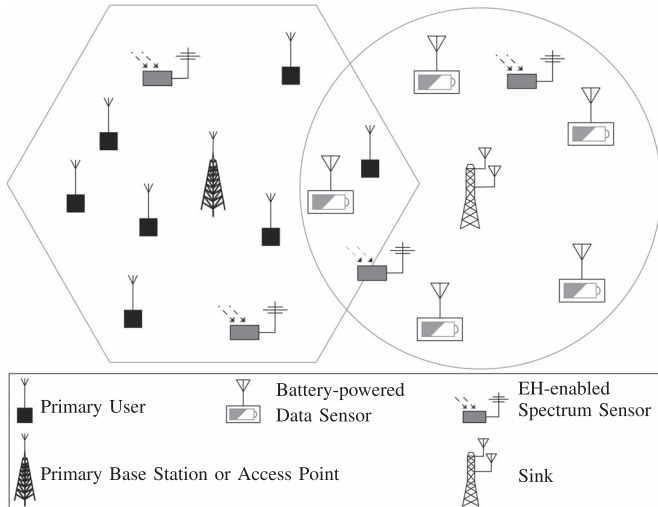 Primary User
Battery-powered
Data Sensor
EH-enabled
Spectrum Sensor
Primary Base Station or Access Point
Sink